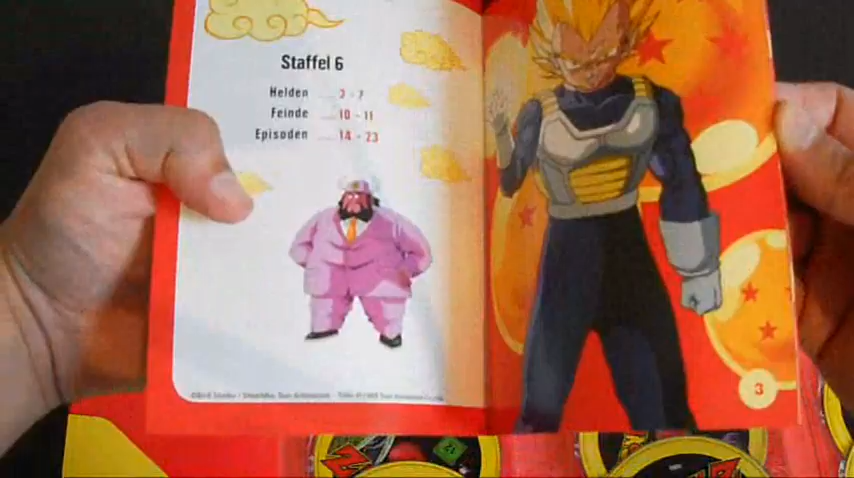 Staffel 6
Helden ..... 2 - 7
Feinde ..... 10 - 11
Episoden ..... 14 - 23
3
Z